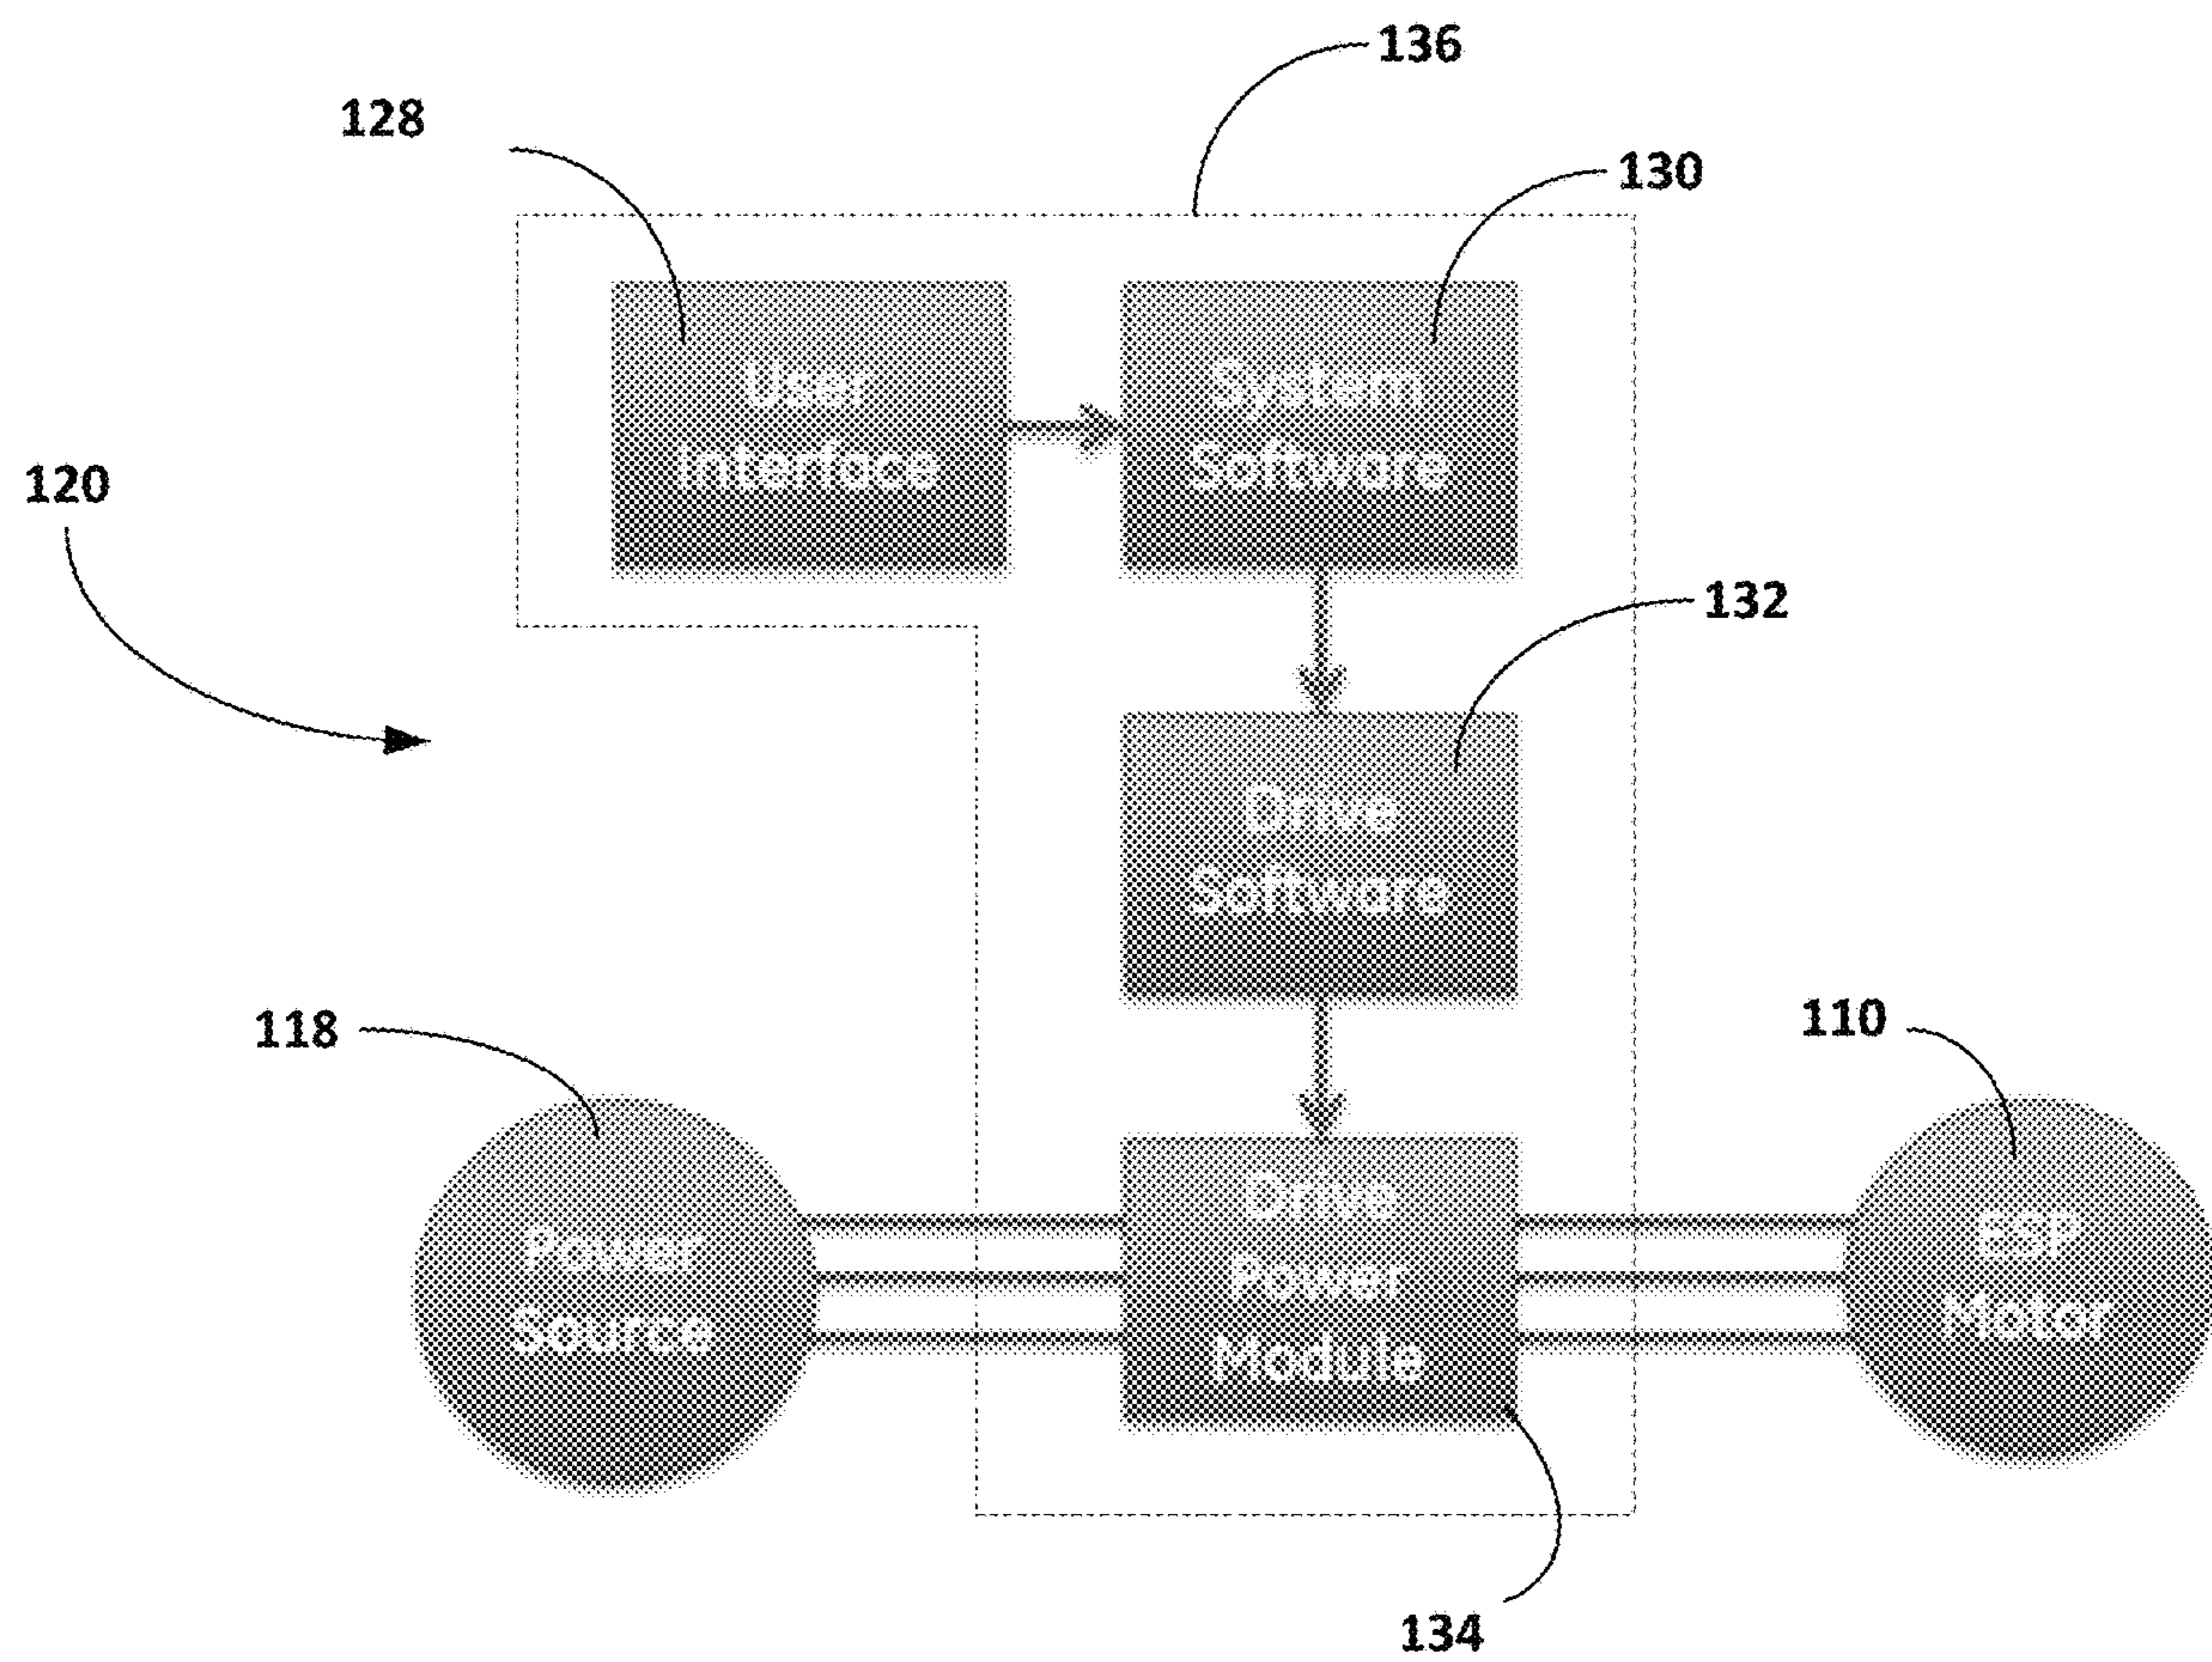 136
128
130
User
Interface
System
Software
120
132
Drive
Software
118
110
Power
Source
Drive
Power
Module
ESP
Motor
134